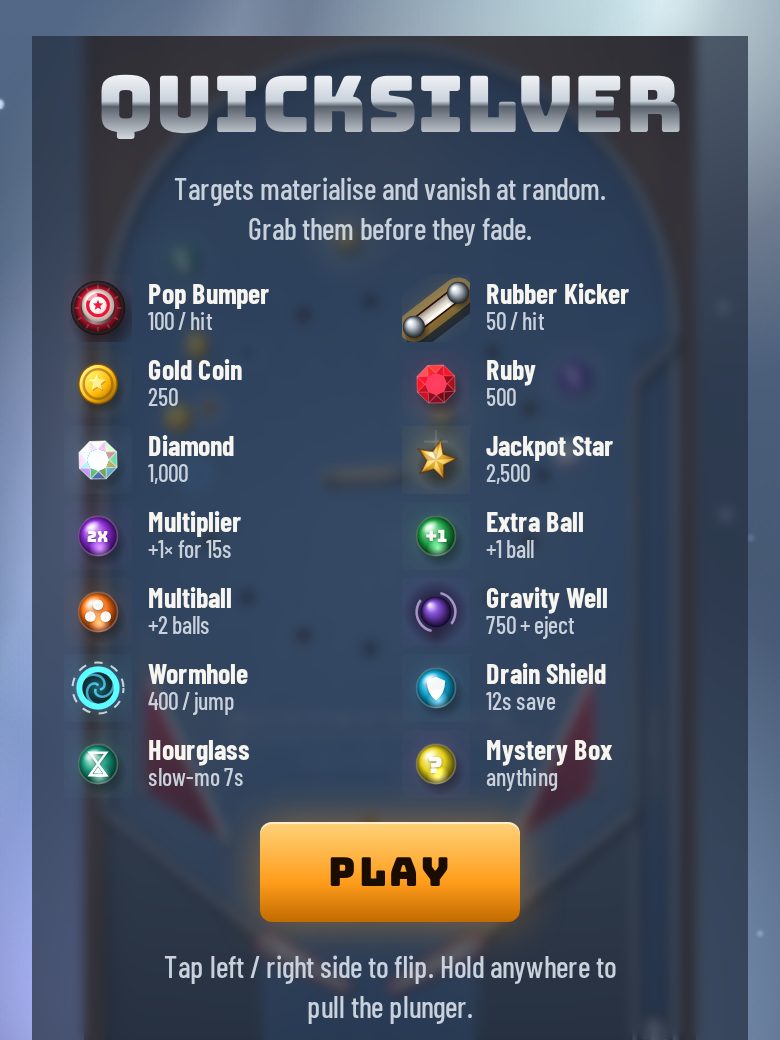 QUICKSILVER
Targets materialise and vanish at random.
Grab them before they fade.
Pop Bumper
100 / hit
Rubber Kicker
50 / hit
Gold Coin
250
Ruby
500
Diamond
1,000
Jackpot Star
2,500
2X
Multiplier
+1× for 15s
+1
Extra Ball
+1 ball
Multiball
+2 balls
Gravity Well
750 + eject
Wormhole
400 / jump
Drain Shield
12s save
Hourglass
slow-mo 7s
?
Mystery Box
anything
PLAY
Tap left / right side to flip. Hold anywhere to
pull the plunger.